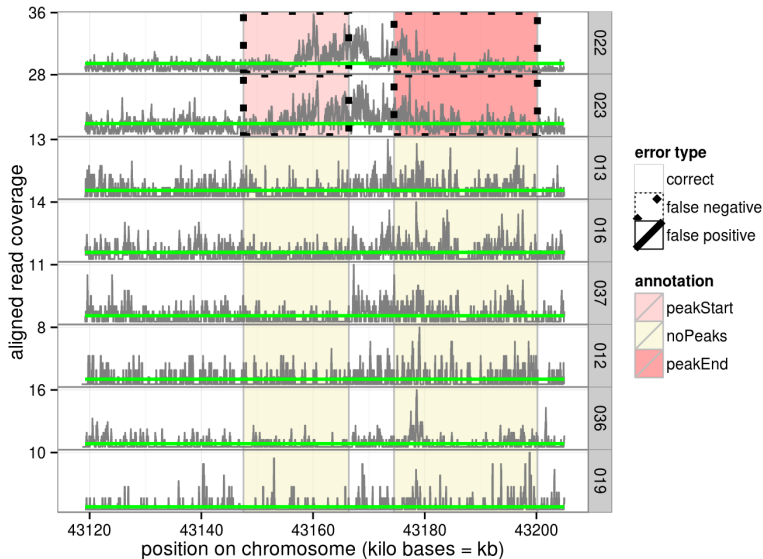 36
022
28
023
13
013
14
016
11
037
8
012
16
036
10
019
aligned read coverage
43120 43140 43160 43180 43200
position on chromosome (kilo bases = kb)
error type
correct
false negative
false positive
annotation
peakStart
noPeaks
peakEnd